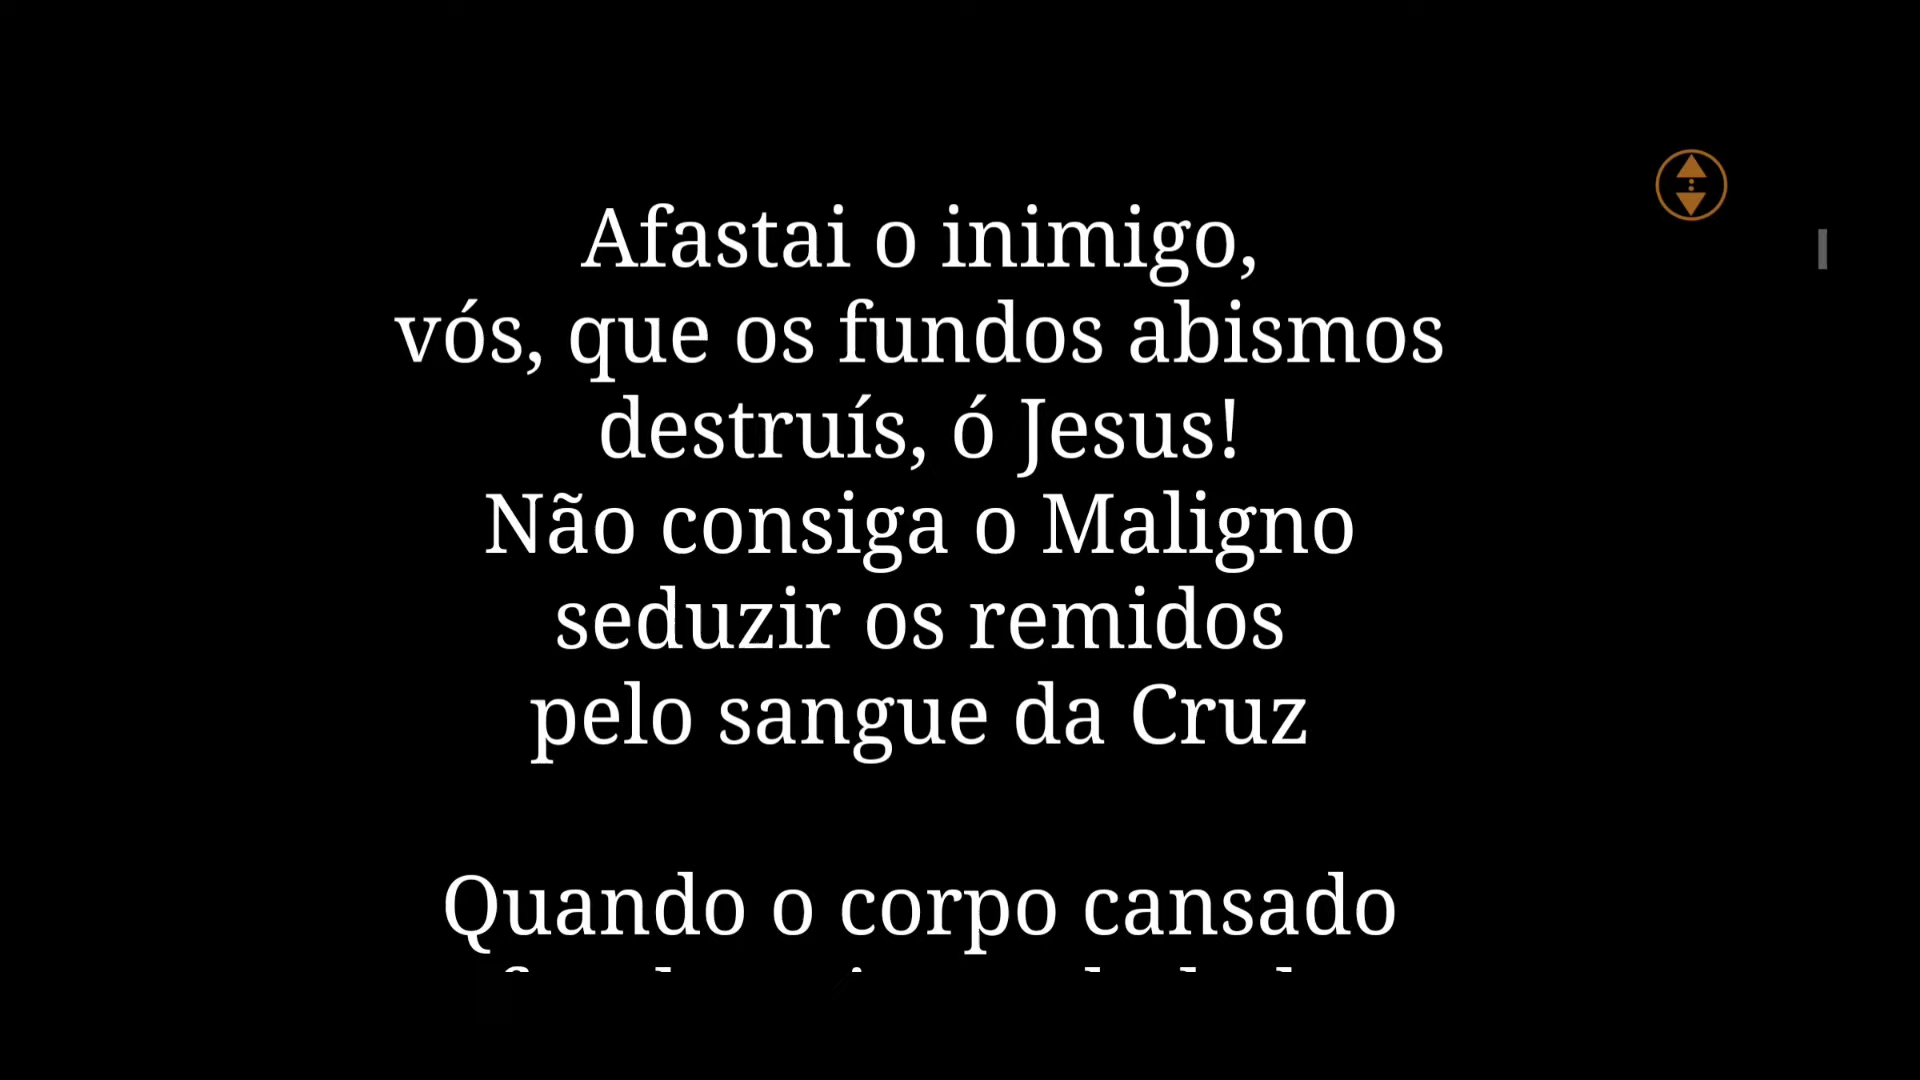 Afastai o inimigo,
vós, que os fundos abismos
destruís, ó Jesus!
Não consiga o Maligno
seduzir os remidos
pelo sangue da Cruz

Quando o corpo cansado